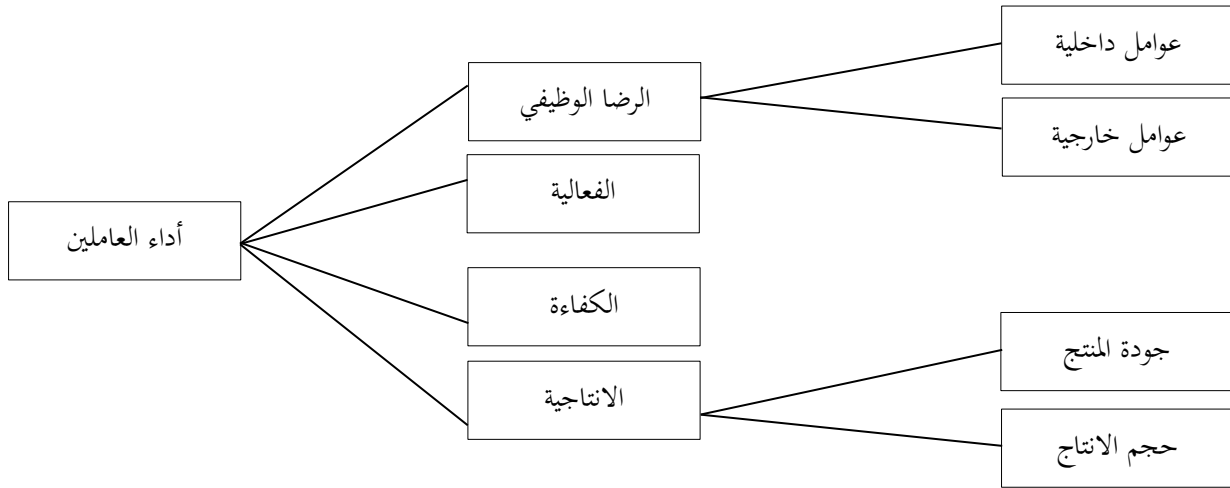 عوامل داخلية
الرضا الوظيفي
عوامل خارجية
الفعالية
أداء العاملين
الكفاءة
جودة المنتج
الانتاجية
حجم الانتاج